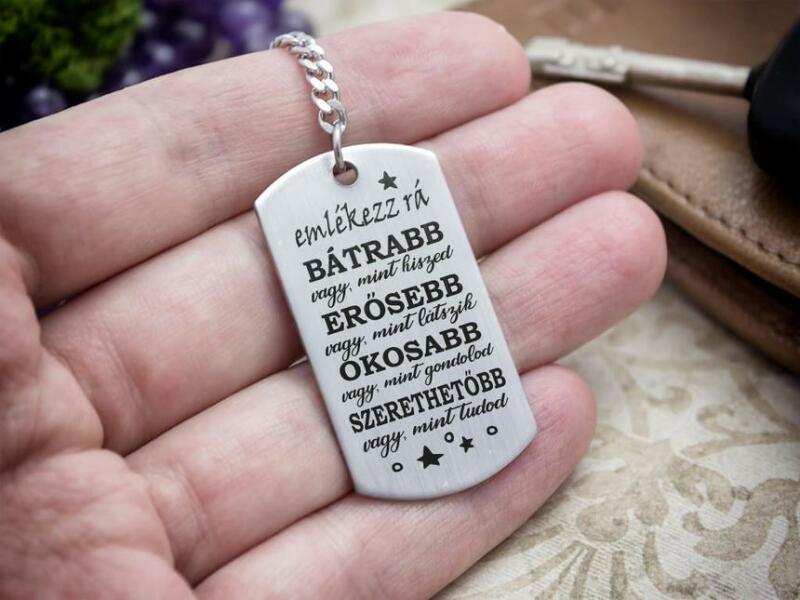 emlékezz rá
BÁTRABB
vagy, mint hiszed
ERŐSEBB
vagy, mint látszik
OKOSABB
vagy, mint gondolod
SZERETHETŐBB
vagy, mint tudod